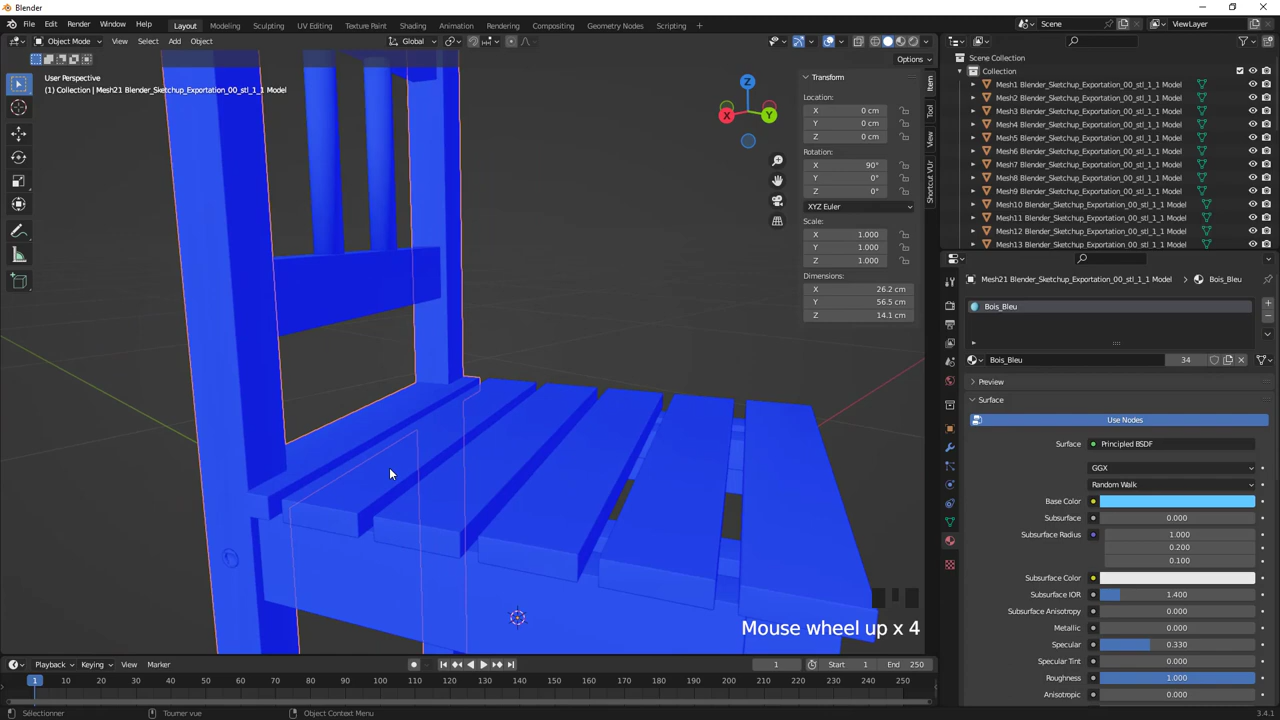 Blender
File Edit Render Window Help Layout Modeling Sculpting UV Editing Texture Paint Shading Animation Rendering Compositing Geometry Nodes Scripting + Scene ViewLayer
Object Mode View Select Add Object Global
Options
User Perspective
(1) Collection | Mesh21 Blender_Sketchup_Exportation_00_stl_1_1 Model
Z
X Y
Transform
Location:
X 0 cm
Y 0 cm
Z 0 cm
Rotation:
X 90°
Y 0°
Z 0°
XYZ Euler
Scale:
X 1.000
Y 1.000
Z 1.000
Dimensions:
X 26.2 cm
Y 56.5 cm
Z 14.1 cm
Item
Tool
View
Shortcut VUr
Scene Collection
Collection
Mesh1 Blender_Sketchup_Exportation_00_stl_1_1 Model
Mesh2 Blender_Sketchup_Exportation_00_stl_1_1 Model
Mesh3 Blender_Sketchup_Exportation_00_stl_1_1 Model
Mesh4 Blender_Sketchup_Exportation_00_stl_1_1 Model
Mesh5 Blender_Sketchup_Exportation_00_stl_1_1 Model
Mesh6 Blender_Sketchup_Exportation_00_stl_1_1 Model
Mesh7 Blender_Sketchup_Exportation_00_stl_1_1 Model
Mesh8 Blender_Sketchup_Exportation_00_stl_1_1 Model
Mesh9 Blender_Sketchup_Exportation_00_stl_1_1 Model
Mesh10 Blender_Sketchup_Exportation_00_stl_1_1 Model
Mesh11 Blender_Sketchup_Exportation_00_stl_1_1 Model
Mesh12 Blender_Sketchup_Exportation_00_stl_1_1 Model
Mesh13 Blender_Sketchup_Exportation_00_stl_1_1 Model
Mesh21 Blender_Sketchup_Exportation_00_stl_1_1 Model > Bois_Bleu
Bois_Bleu
Bois_Bleu 34
Preview
Surface
Use Nodes
Surface Principled BSDF
GGX
Random Walk
Base Color
Subsurface 0.000
Subsurface Radius 1.000
0.200
0.100
Subsurface Color
Subsurface IOR 1.400
Subsurface Anisotropy 0.000
Metallic 0.000
Specular 0.330
Specular Tint 0.000
Roughness 1.000
Anisotropic 0.000
Mouse wheel up x 4
Playback Keying View Marker 1 Start 1 End 250
1 10 20 30 40 50 60 70 80 90 100 110 120 130 140 150 160 170 180 190 200 210 220 230 240 250
Sélectionner Tourner vue Object Context Menu 3.4.1